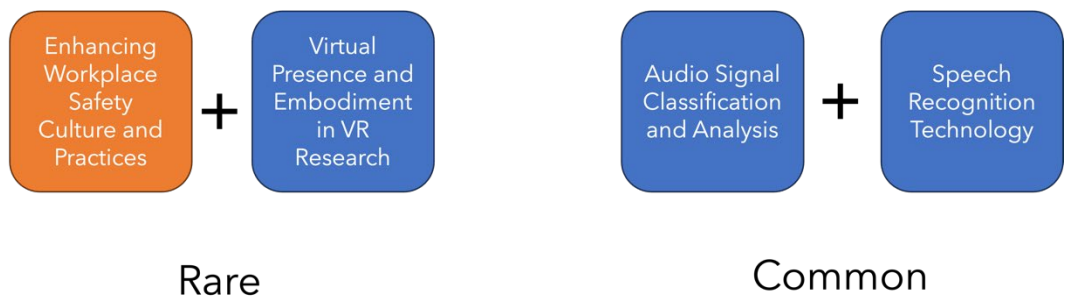 Enhancing
Workplace
Safety
Culture and
Practices
+
Virtual
Presence and
Embodiment
in VR
Research
Audio Signal
Classification
and Analysis
+
Speech
Recognition
Technology
Rare
Common